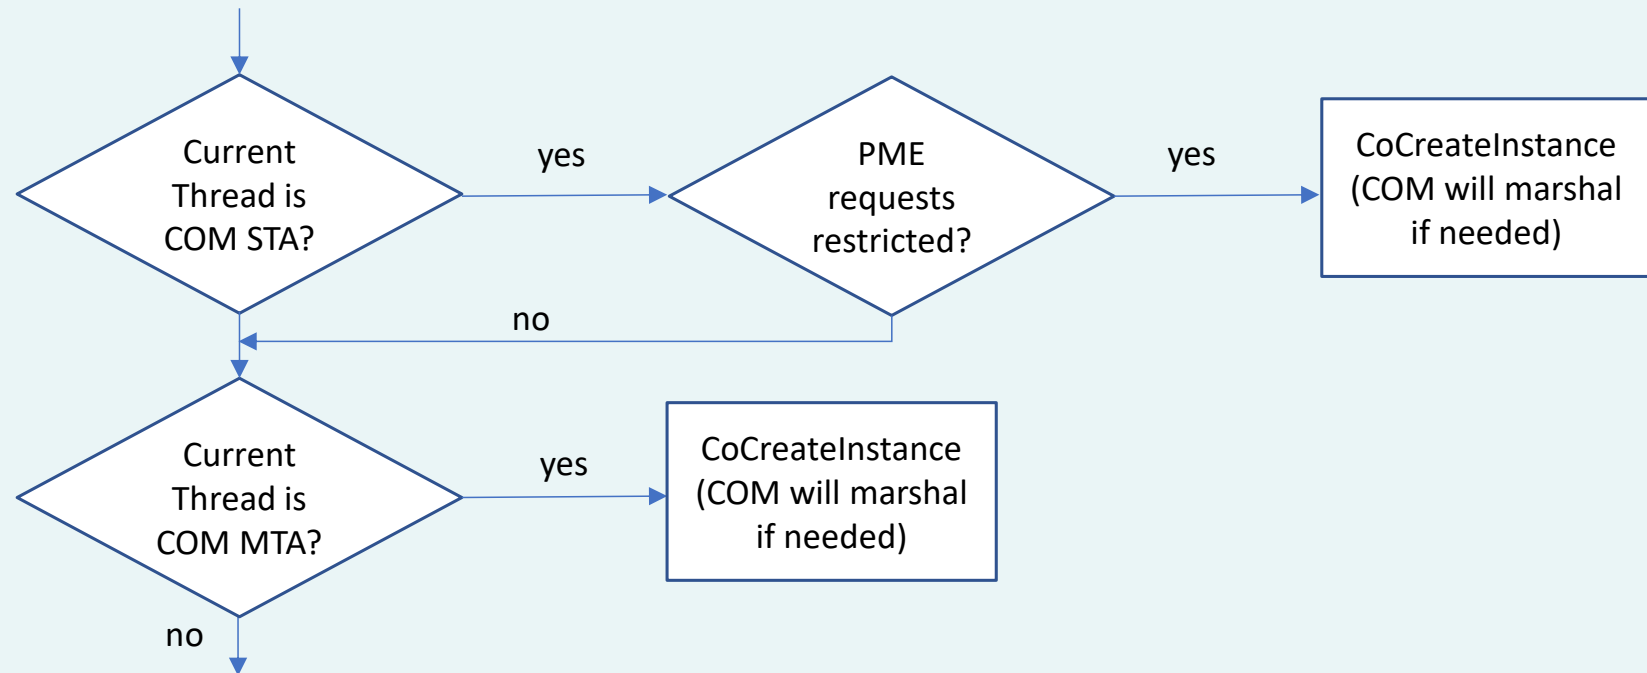 Current
Thread is
COM STA?
yes
PME
requests
restricted?
yes
CoCreateInstance
(COM will marshal
if needed)
no
Current
Thread is
COM MTA?
yes
CoCreateInstance
(COM will marshal
if needed)
no